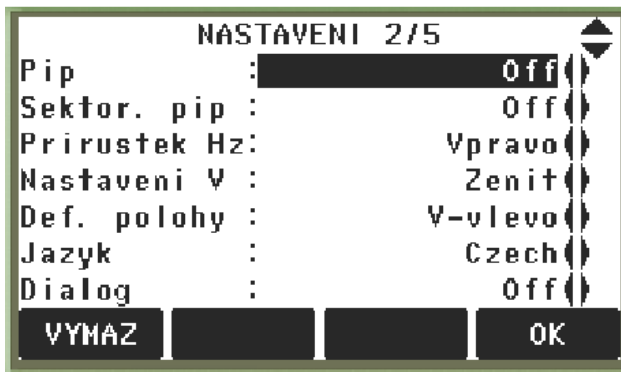 NASTAVENI 2/5
Pip : Off
Sektor. pip : Off
Prirustek Hz: Vpravo
Nastaveni V : Zenit
Def. polohy : V-vlevo
Jazyk : Czech
Dialog : Off
VYMAZ OK